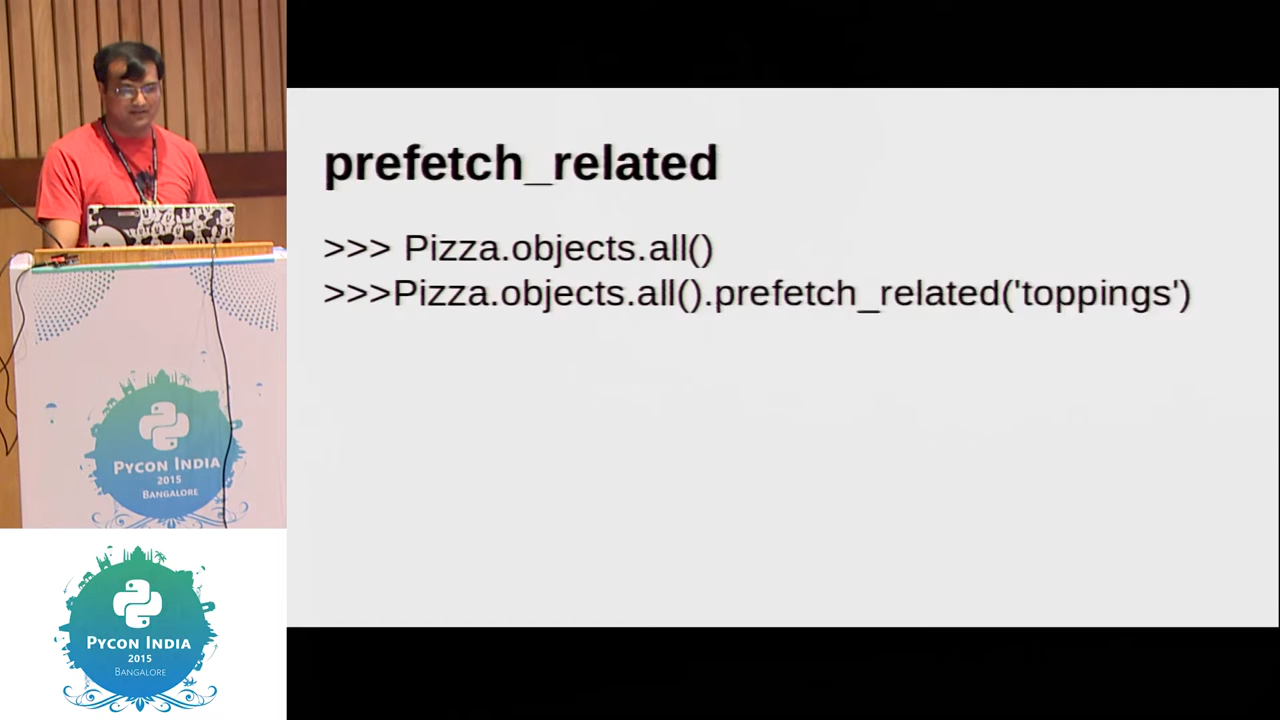 prefetch_related
>>> Pizza.objects.all()
>>>Pizza.objects.all().prefetch_related('toppings')
PYCON INDIA
2015
BANGALORE
PYCON INDIA
2015
BANGALORE